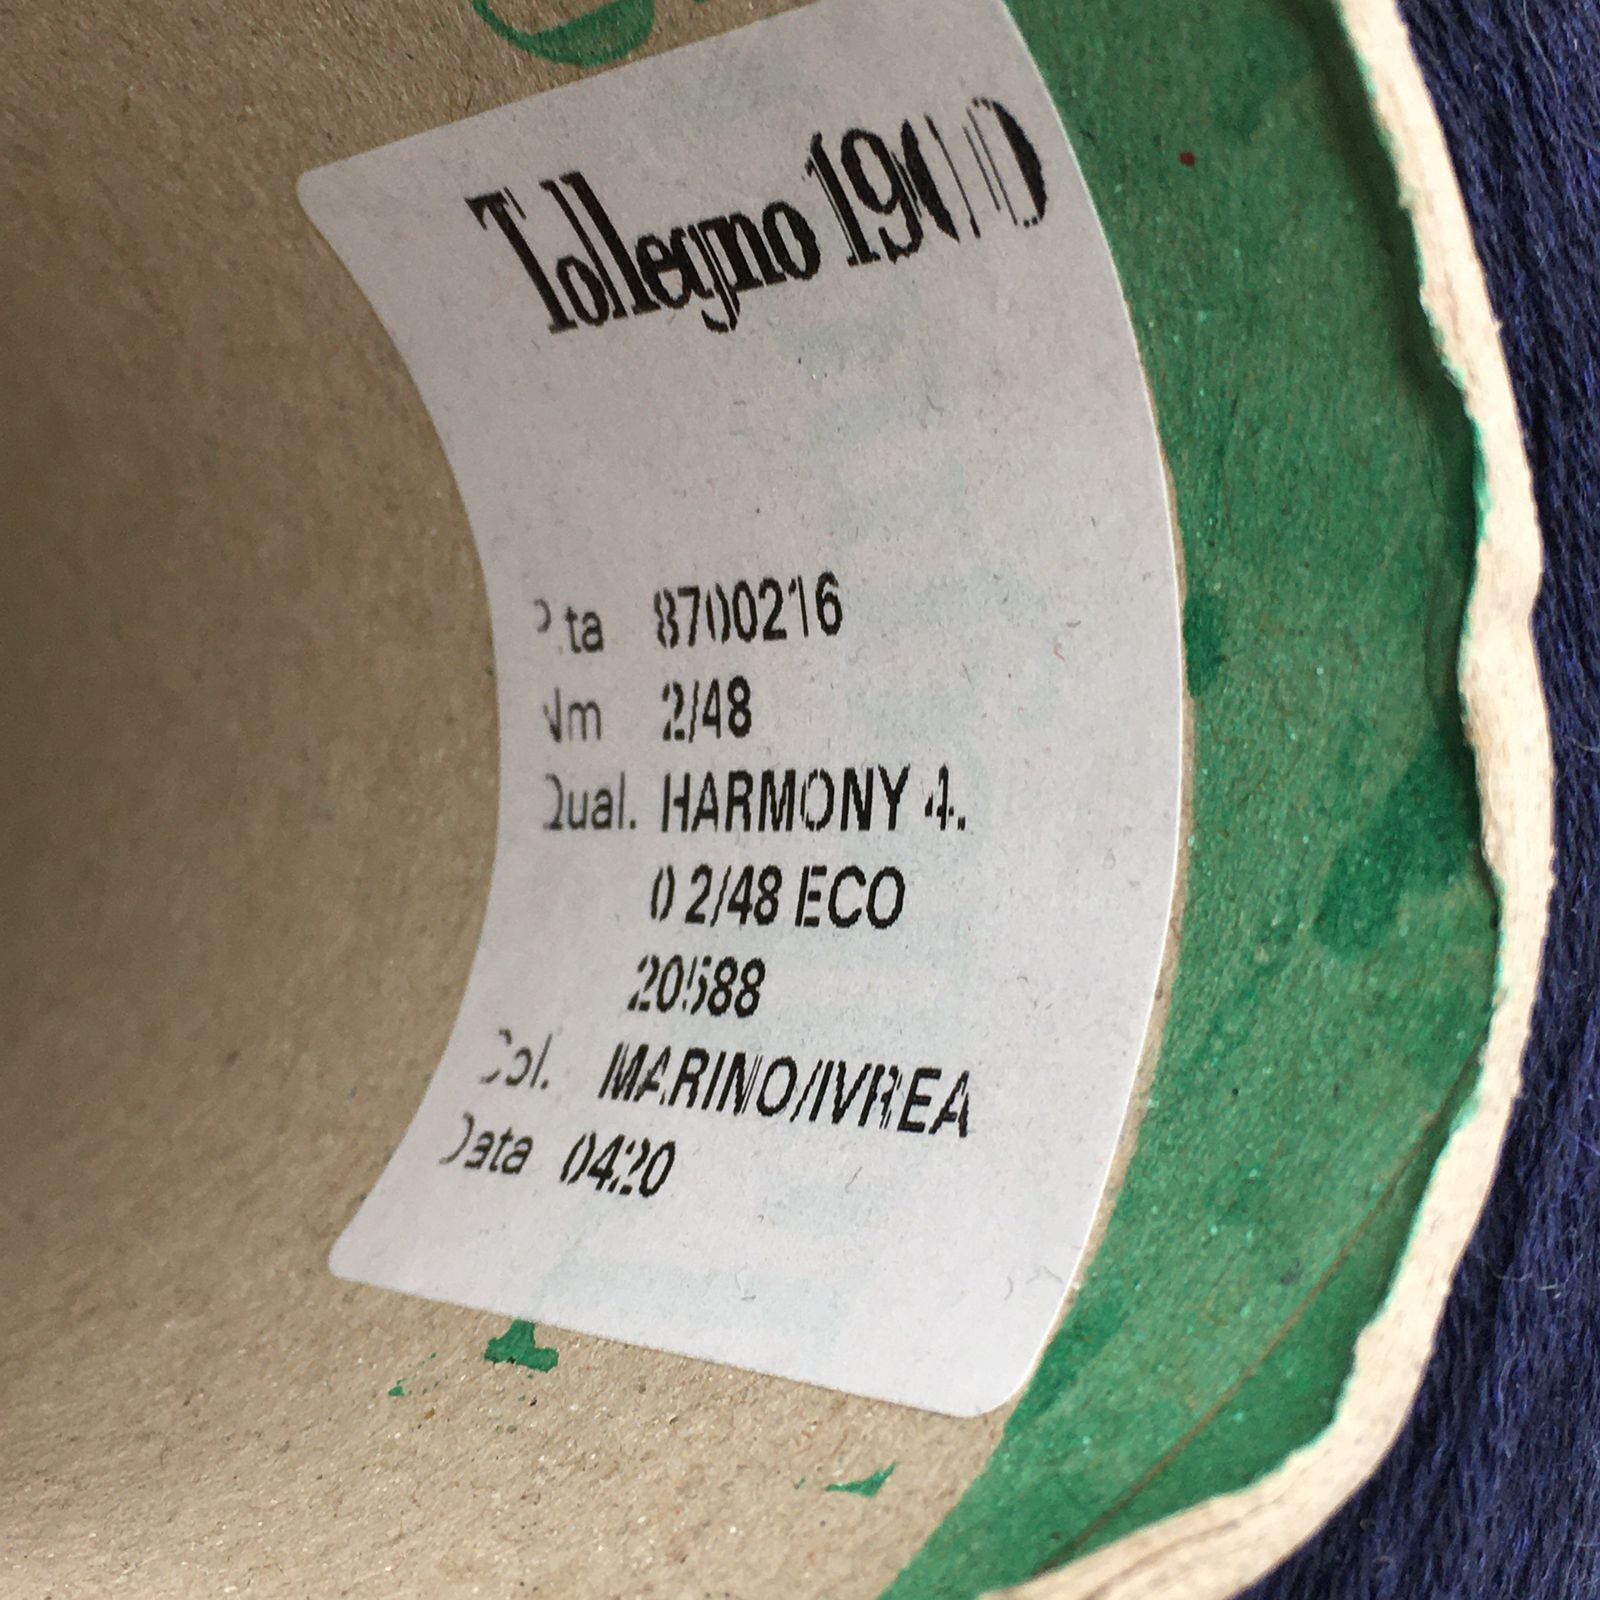 Tollegno 1900
P.ta 8700216
Nm 2/48
Qual. HARMONY 4.
0 2/48 ECO
20588
Col. MARINO/IVREA
Data 0420